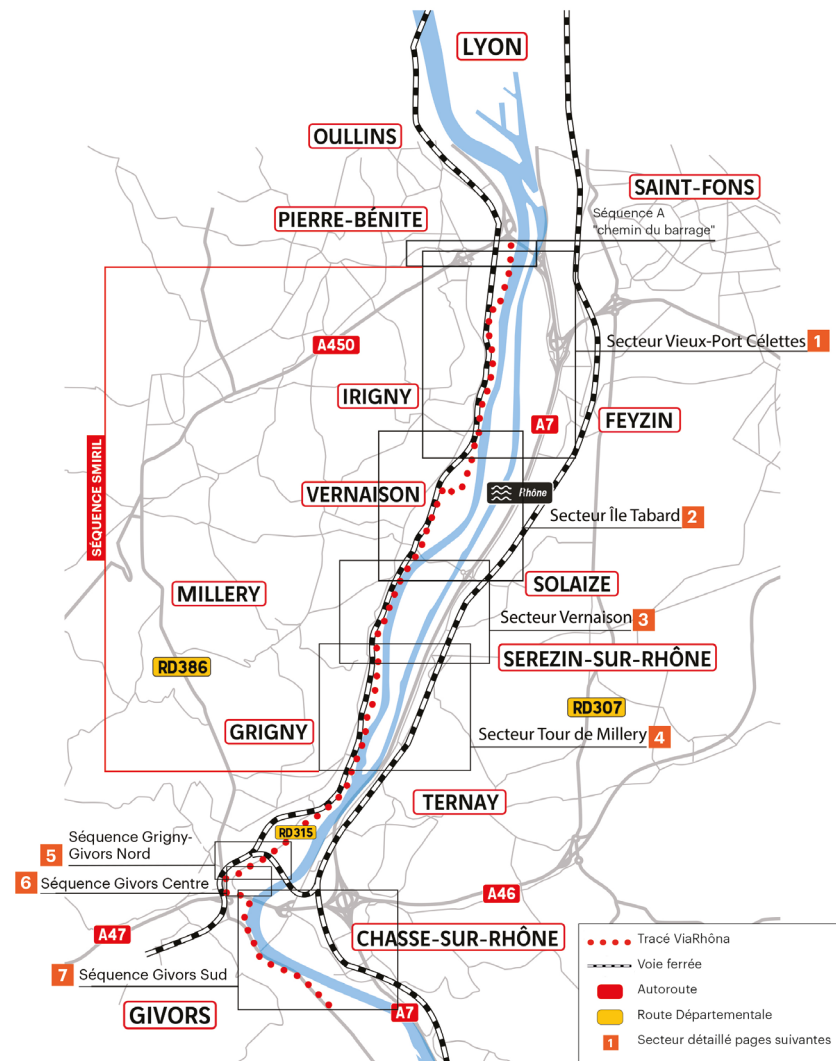 LYON
OULLINS
SAINT-FONS
PIERRE-BÉNITE
Séquence A
"chemin du barrage"
A450
Secteur Vieux-Port Célettes 1
IRIGNY
A7
FEYZIN
SÉQUENCE SMIRIL
VERNAISON
Rhône
Secteur Île Tabard 2
MILLERY
SOLAIZE
Secteur Vernaison 3
SEREZIN-SUR-RHÔNE
RD386
RD307
GRIGNY
Secteur Tour de Millery 4
TERNAY
RD315
5 Séquence Grigny-
Givors Nord
6 Séquence Givors Centre
A46
A47
CHASSE-SUR-RHÔNE
7 Séquence Givors Sud
GIVORS
A7
Tracé ViaRhôna
Voie ferrée
Autoroute
Route Départementale
1 Secteur détaillé pages suivantes